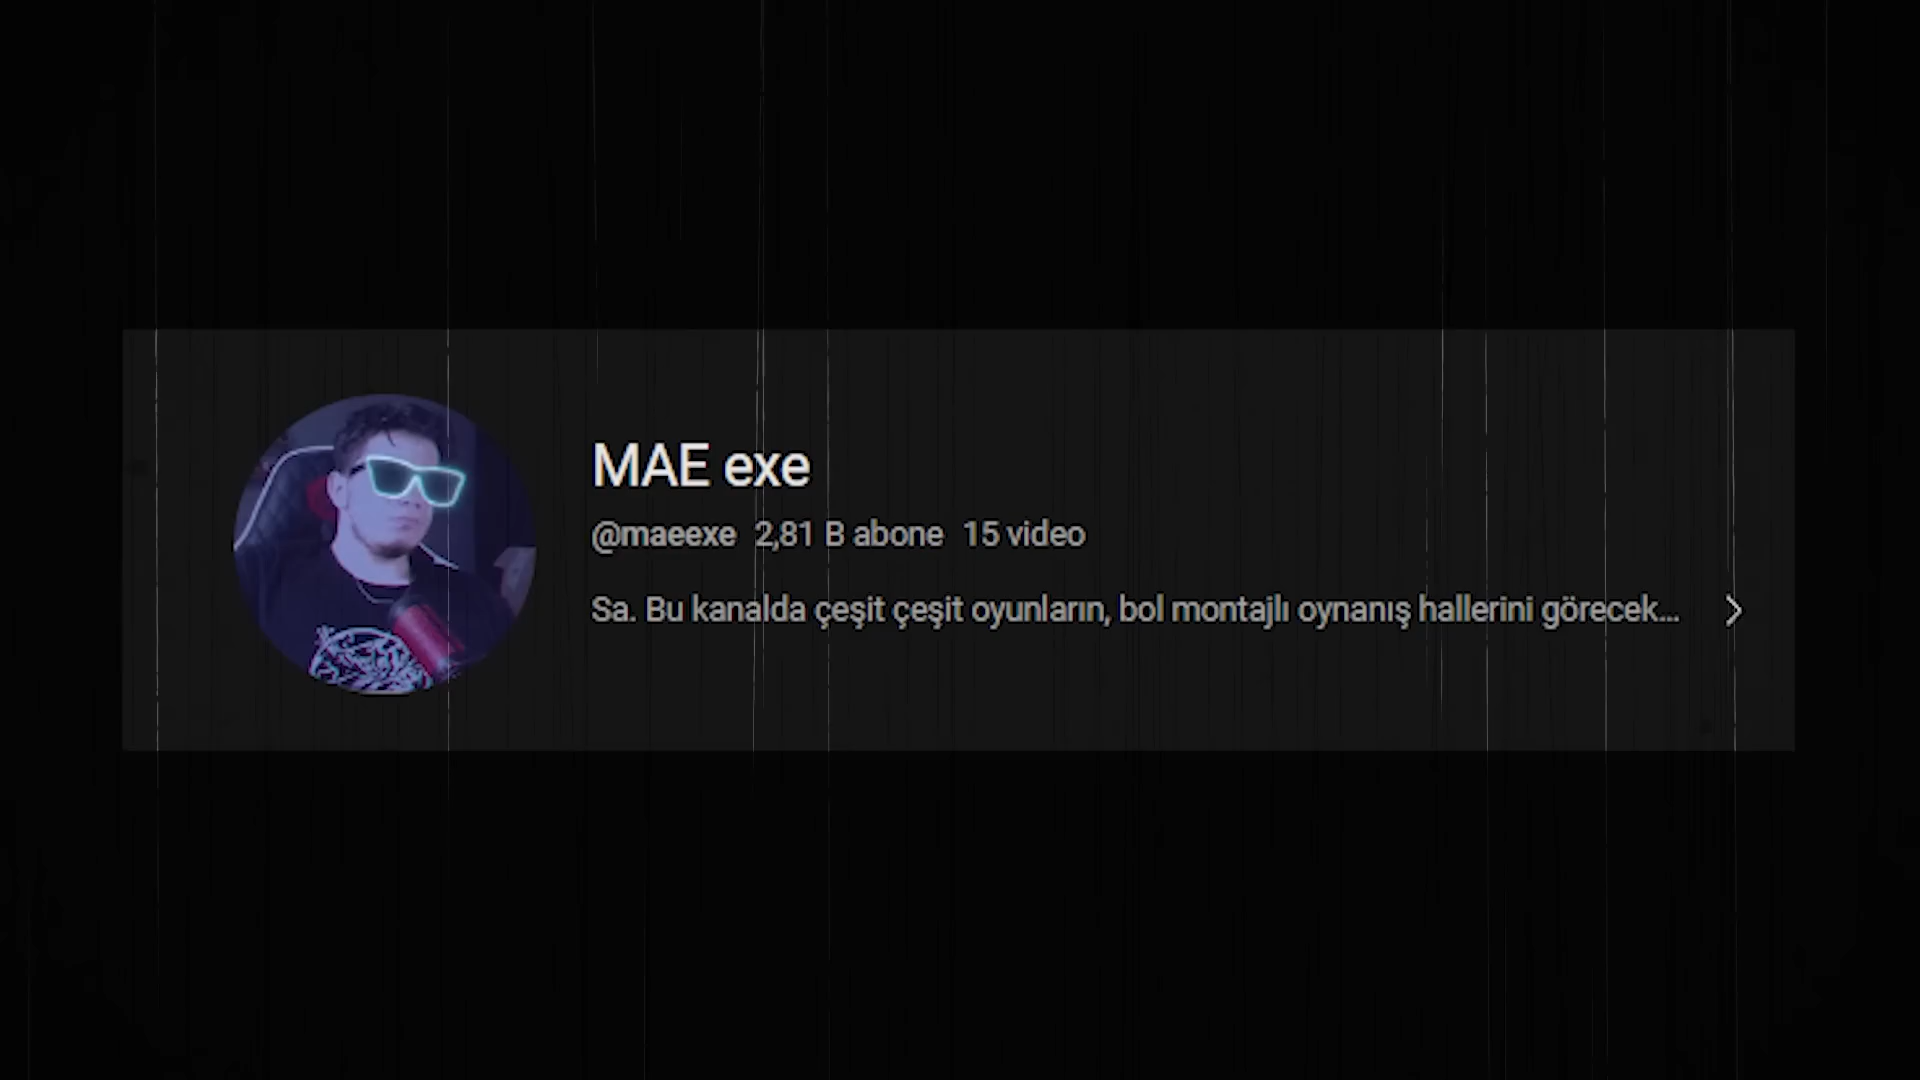 MAE exe
@maeexe 2,81 B abone 15 video
Sa. Bu kanalda çeşit çeşit oyunların, bol montajlı oynanış hallerini görecek...